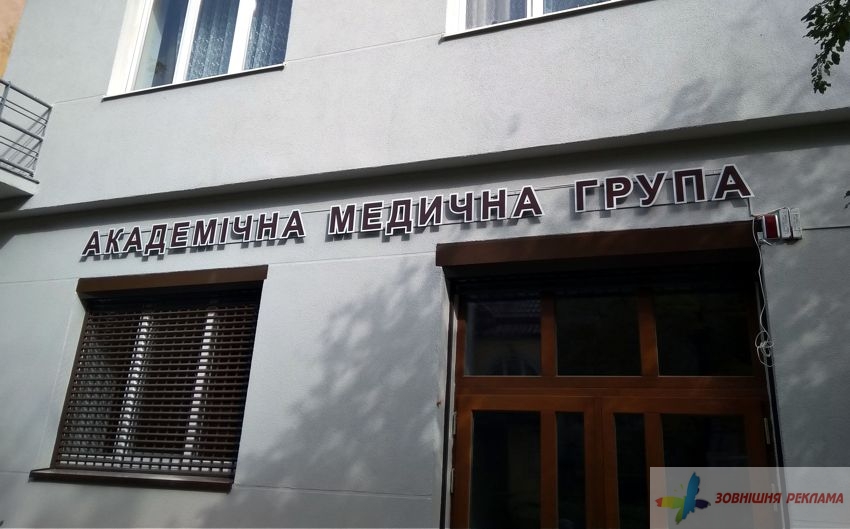 АКАДЕМІЧНА МЕДИЧНА ГРУПА
ЗОВНІШНЯ РЕКЛАМА